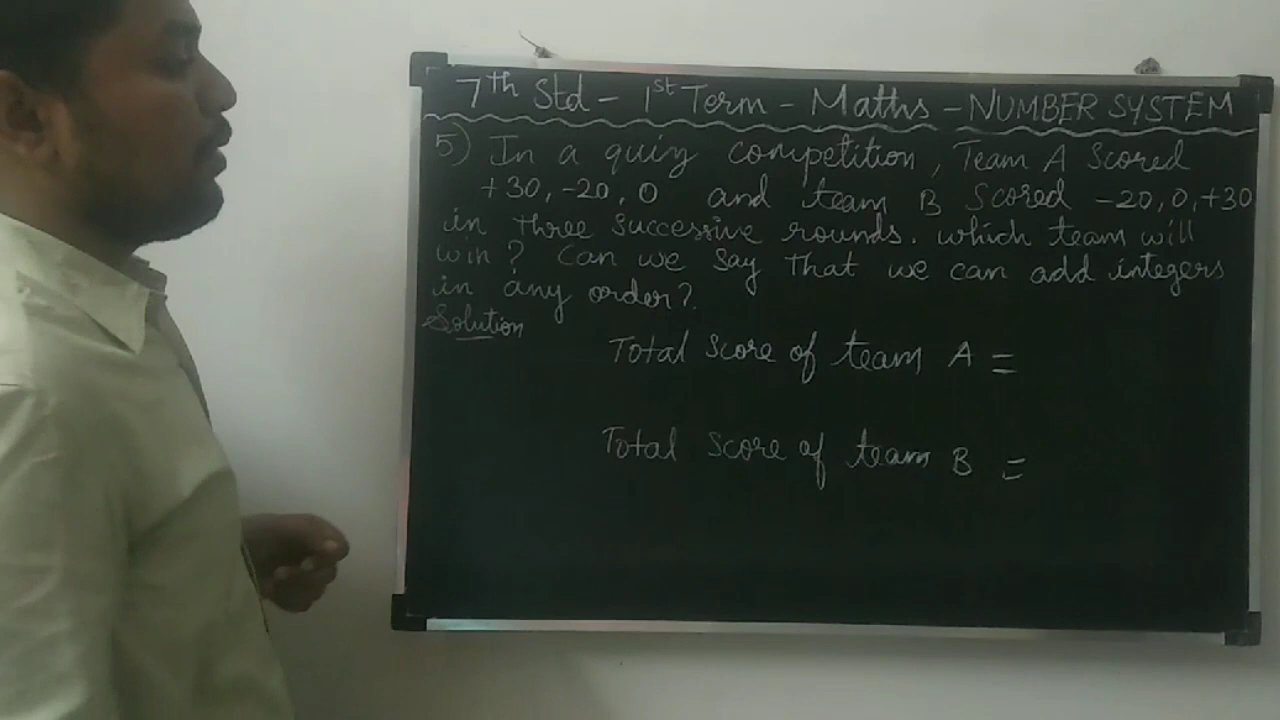 7th Std - 1st Term - Maths - NUMBER SYSTEM
5) In a quiz competition, Team A Scored
+30, -20, 0 and team B Scored -20, 0, +30
in three successive rounds. which team will
win? Can we say that we can add integers
in any order?
Solution
Total Score of team A =
Total Score of team B =